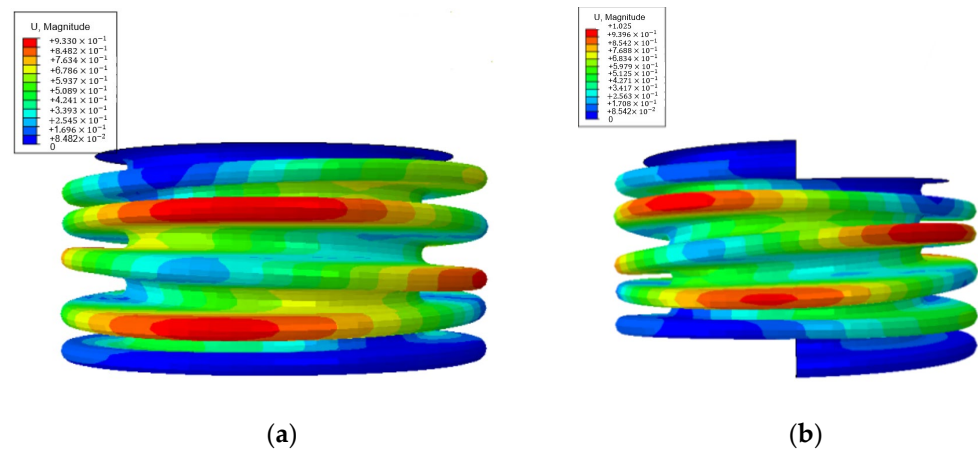 U, Magnitude
+9.330 × 10⁻¹
+8.482 × 10⁻¹
+7.634 × 10⁻¹
+6.786 × 10⁻¹
+5.937 × 10⁻¹
+5.089 × 10⁻¹
+4.241 × 10⁻¹
+3.393 × 10⁻¹
+2.545 × 10⁻¹
+1.696 × 10⁻¹
+8.482 × 10⁻²
0
U, Magnitude
+1.025
+9.396 × 10⁻¹
+8.542 × 10⁻¹
+7.688 × 10⁻¹
+6.834 × 10⁻¹
+5.979 × 10⁻¹
+5.125 × 10⁻¹
+4.271 × 10⁻¹
+3.417 × 10⁻¹
+2.563 × 10⁻¹
+1.708 × 10⁻¹
+8.542 × 10⁻²
0
(a)
(b)